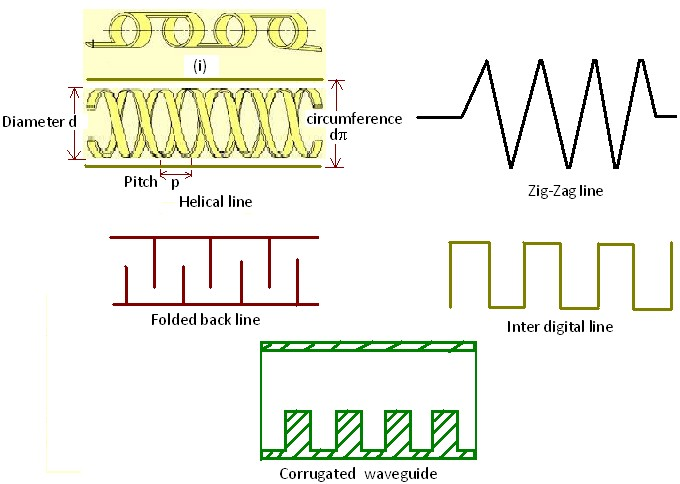 (i)
Diameter d
circumference
dπ
Pitch p
Helical line
Zig-Zag line
Folded back line
Inter digital line
Corrugated waveguide